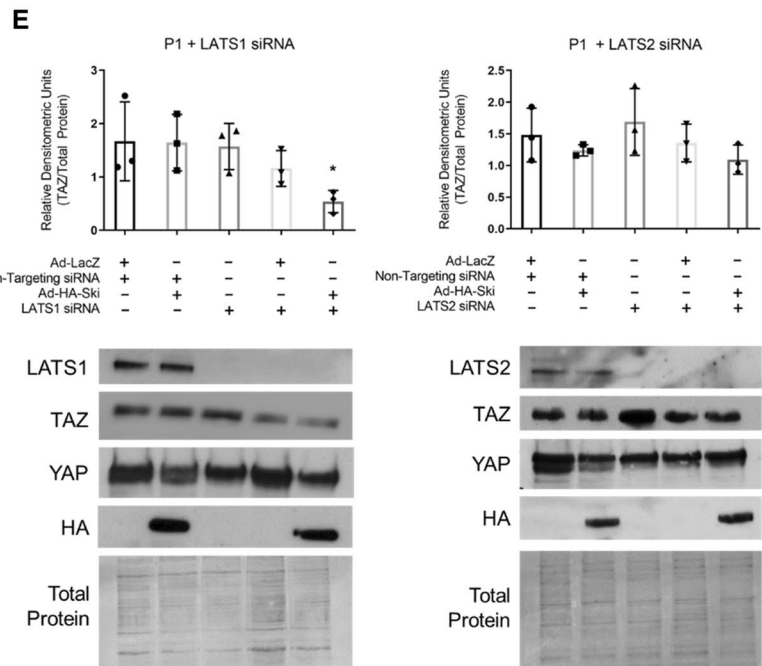 E
P1 + LATS1 siRNA
Relative Densitometric Units
(TAZ/Total Protein)
3
2
1
0
*
Ad-LacZ + – – + –
n-Targeting siRNA + + – – –
Ad-HA-Ski – + – – +
LATS1 siRNA – – + + +
LATS1
TAZ
YAP
HA
Total
Protein
P1 + LATS2 siRNA
Relative Densitometric Units
(TAZ/Total Protein)
2.5
2.0
1.5
1.0
0.5
0.0
Ad-LacZ + – – + –
Non-Targeting siRNA + + – – –
Ad-HA-Ski – + – – +
LATS2 siRNA – – + + +
LATS2
TAZ
YAP
HA
Total
Protein